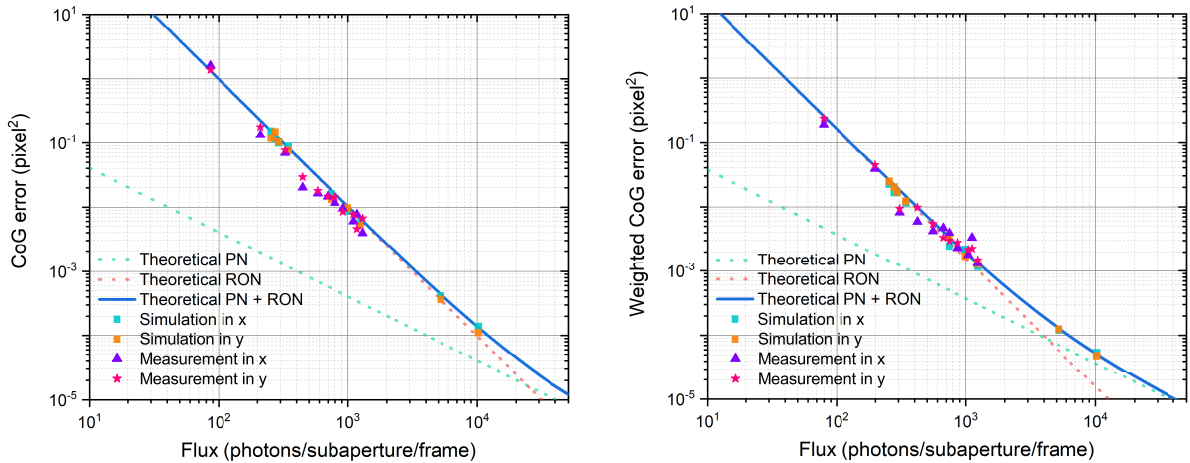 CoG error (pixel²)
10¹
10⁻¹
10⁻³
10⁻⁵
Theoretical PN
Theoretical RON
Theoretical PN + RON
Simulation in x
Simulation in y
Measurement in x
Measurement in y
10¹ 10² 10³ 10⁴
Flux (photons/subaperture/frame)
Weighted CoG error (pixel²)
10¹
10⁻¹
10⁻³
10⁻⁵
Theoretical PN
Theoretical RON
Theoretical PN + RON
Simulation in x
Simulation in y
Measurement in x
Measurement in y
10¹ 10² 10³ 10⁴
Flux (photons/subaperture/frame)